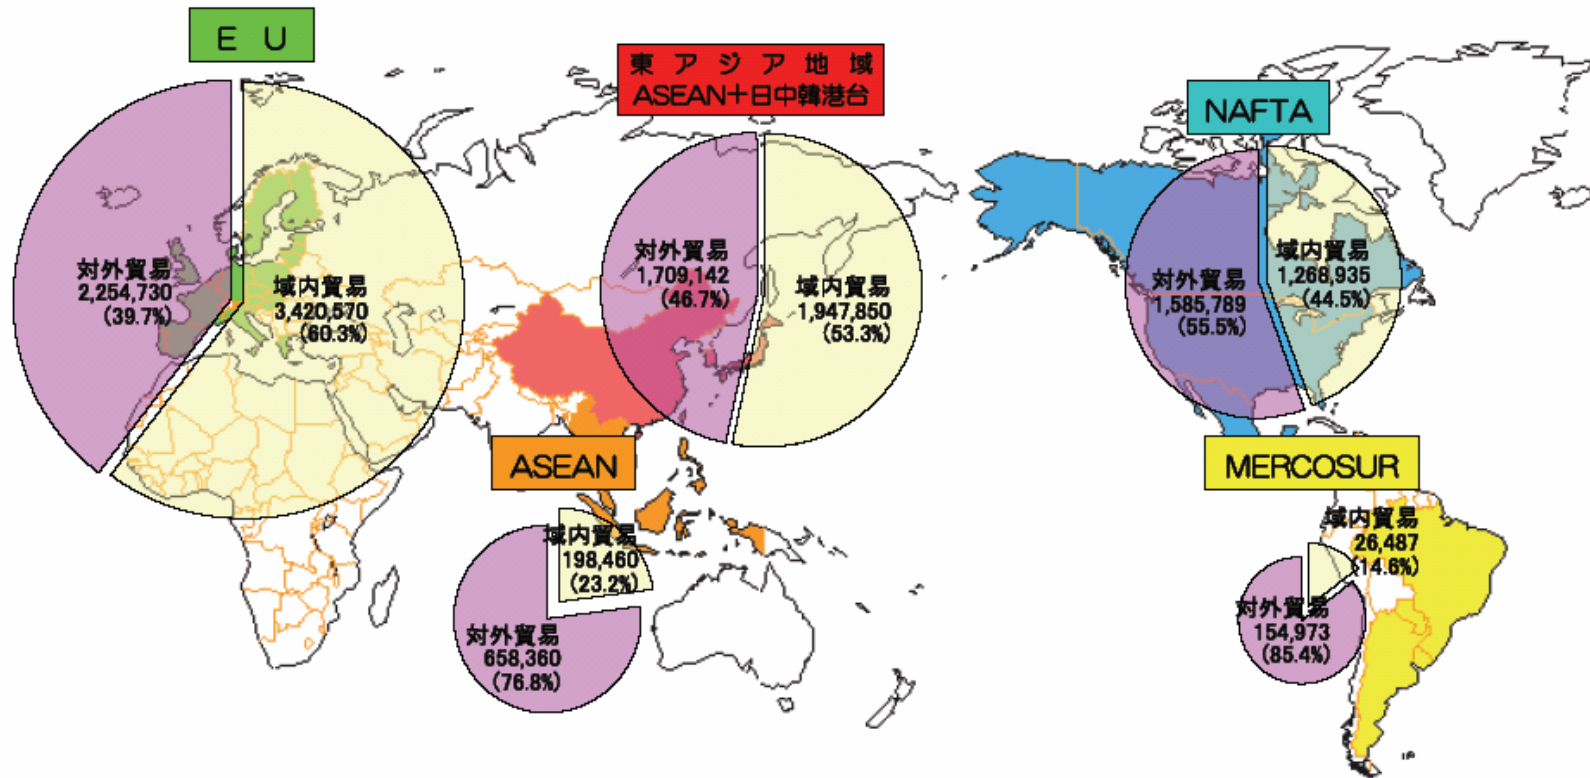 EU
対外貿易
2,254,730
(39.7%)
域内貿易
3,420,570
(60.3%)
東アジア地域
ASEAN+日中韓港台
対外貿易
1,709,142
(46.7%)
域内貿易
1,947,850
(53.3%)
NAFTA
対外貿易
1,585,789
(55.5%)
域内貿易
1,268,935
(44.5%)
ASEAN
域内貿易
198,460
(23.2%)
対外貿易
658,360
(76.8%)
MERCOSUR
域内貿易
26,487
(14.6%)
対外貿易
154,973
(85.4%)